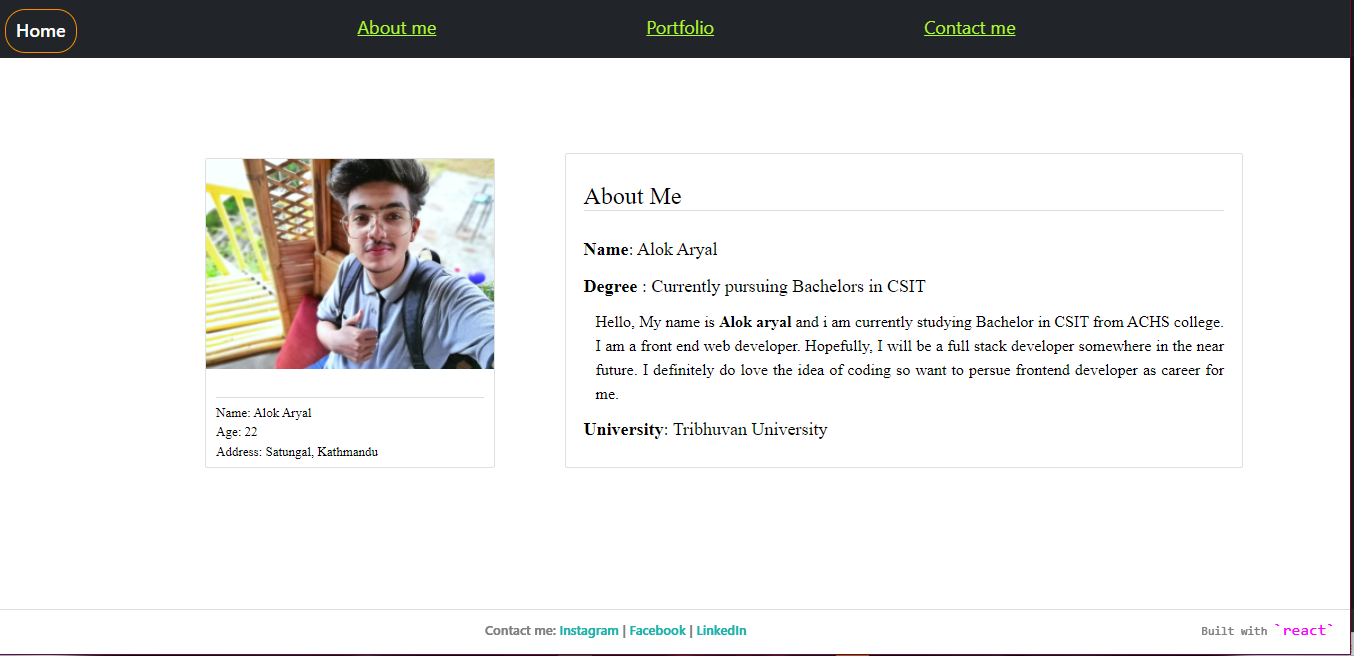 Home About me Portfolio Contact me
Name: Alok Aryal
Age: 22
Address: Satungal, Kathmandu
About Me
Name: Alok Aryal
Degree : Currently pursuing Bachelors in CSIT
Hello, My name is Alok aryal and i am currently studying Bachelor in CSIT from ACHS college.
I am a front end web developer. Hopefully, I will be a full stack developer somewhere in the near
future. I definitely do love the idea of coding so want to persue frontend developer as career for
me.
University: Tribhuvan University
Contact me: Instagram | Facebook | LinkedIn
Built with `react`